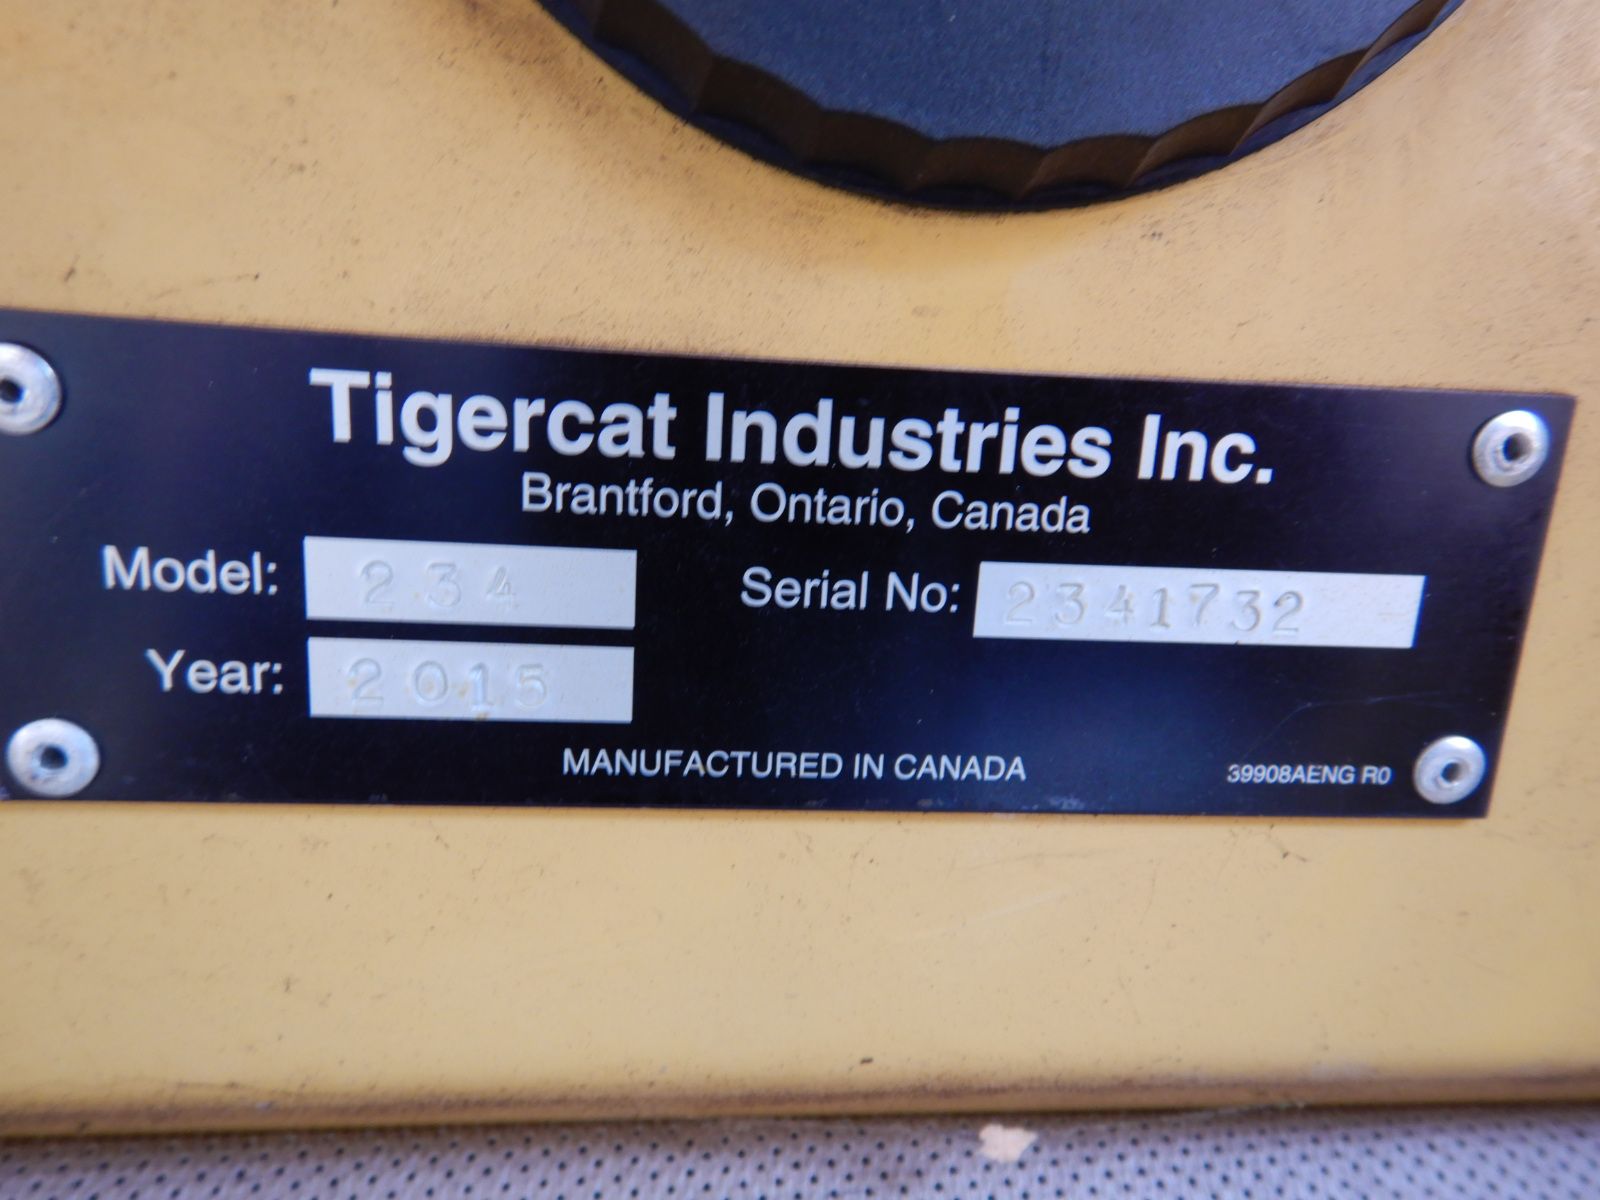 Tigercat Industries Inc.
Brantford, Ontario, Canada
Model: 234
Serial No: 2341732
Year: 2015
MANUFACTURED IN CANADA
39908AENG R0